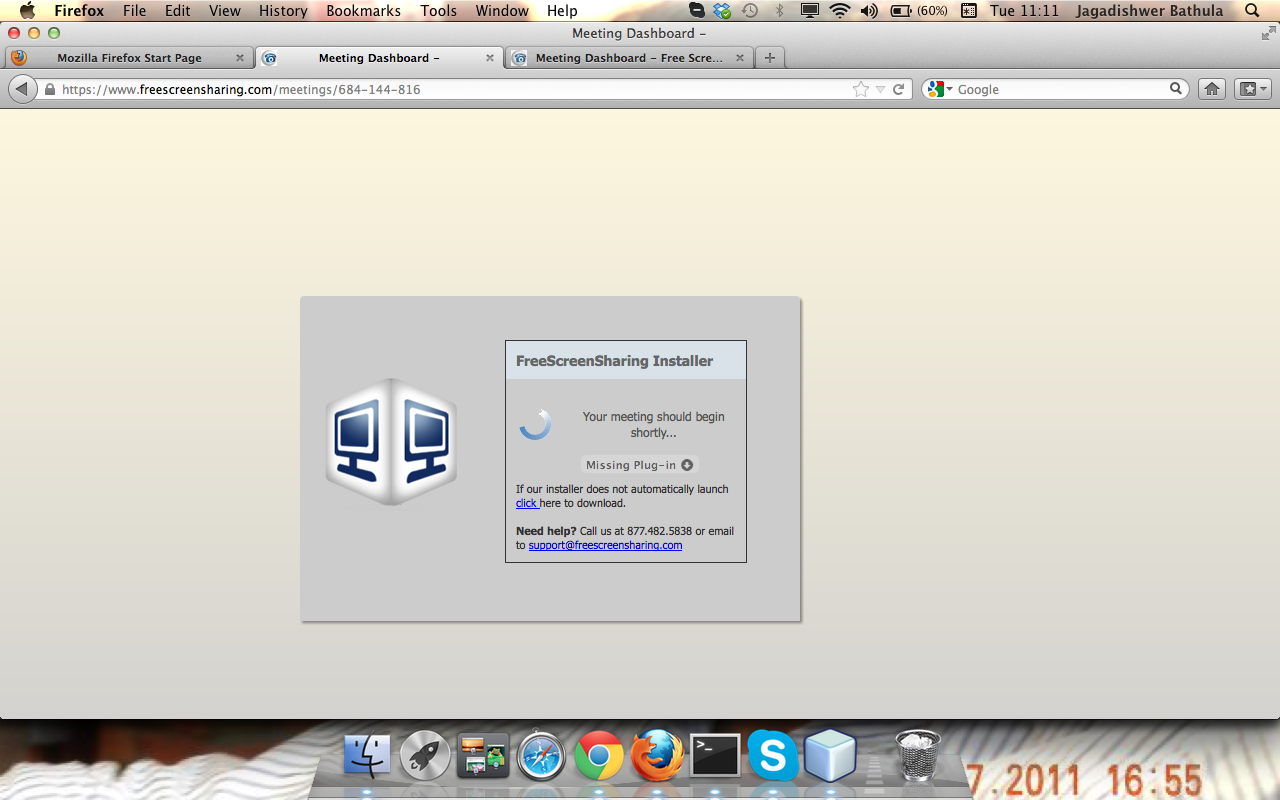 Firefox File Edit View History Bookmarks Tools Window Help (60%) Tue 11:11 Jagadishwer Bathula
Meeting Dashboard -
Mozilla Firefox Start Page Meeting Dashboard - Meeting Dashboard - Free Scre...
https://www.freescreensharing.com/meetings/684-144-816 Google
FreeScreenSharing Installer
Your meeting should begin
shortly...
Missing Plug-in
If our installer does not automatically launch
click here to download.
Need help? Call us at 877.482.5838 or email
to support@freescreensharing.com
>_
S
7.2011 16:55